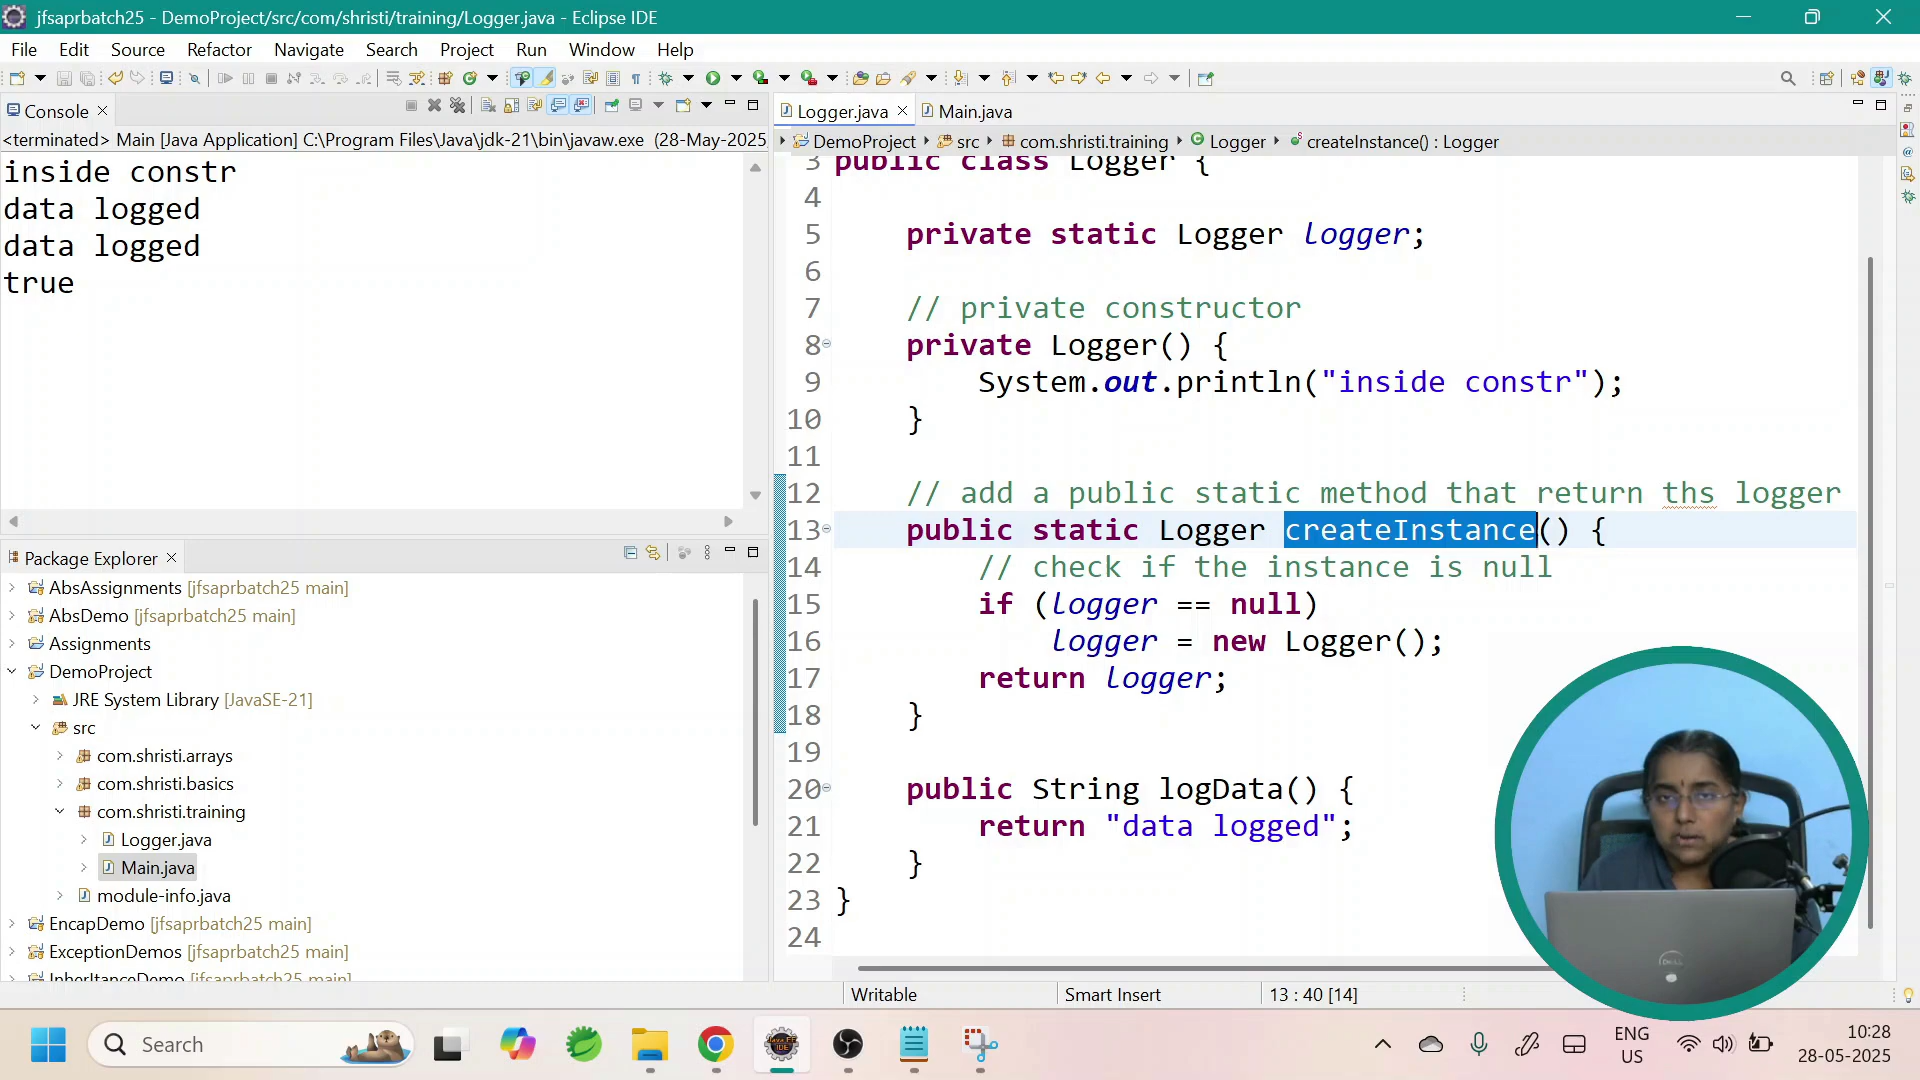 jfsaprbatch25 - DemoProject/src/com/shristi/training/Logger.java - Eclipse IDE
File Edit Source Refactor Navigate Search Project Run Window Help
Console
<terminated> Main [Java Application] C:\Program Files\Java\jdk-21\bin\javaw.exe (28-May-2025,
inside constr
data logged
data logged
true
Package Explorer
AbsAssignments [jfsaprbatch25 main]
AbsDemo [jfsaprbatch25 main]
Assignments
DemoProject
JRE System Library [JavaSE-21]
src
com.shristi.arrays
com.shristi.basics
com.shristi.training
Logger.java
Main.java
module-info.java
EncapDemo [jfsaprbatch25 main]
ExceptionDemos [jfsaprbatch25 main]
InheritanceDemo [jfsaprbatch25 main]
Logger.java Main.java
DemoProject src com.shristi.training Logger createInstance() : Logger
3 public class Logger {
4
5 private static Logger logger;
6
7 // private constructor
8 private Logger() {
9 System.out.println("inside constr");
10 }
11
12 // add a public static method that return ths logger
13 public static Logger createInstance() {
14 // check if the instance is null
15 if (logger == null)
16 logger = new Logger();
17 return logger;
18 }
19
20 public String logData() {
21 return "data logged";
22 }
23 }
24
Writable Smart Insert 13 : 40 [14]
DELL
Search
ENG
US
10:28
28-05-2025